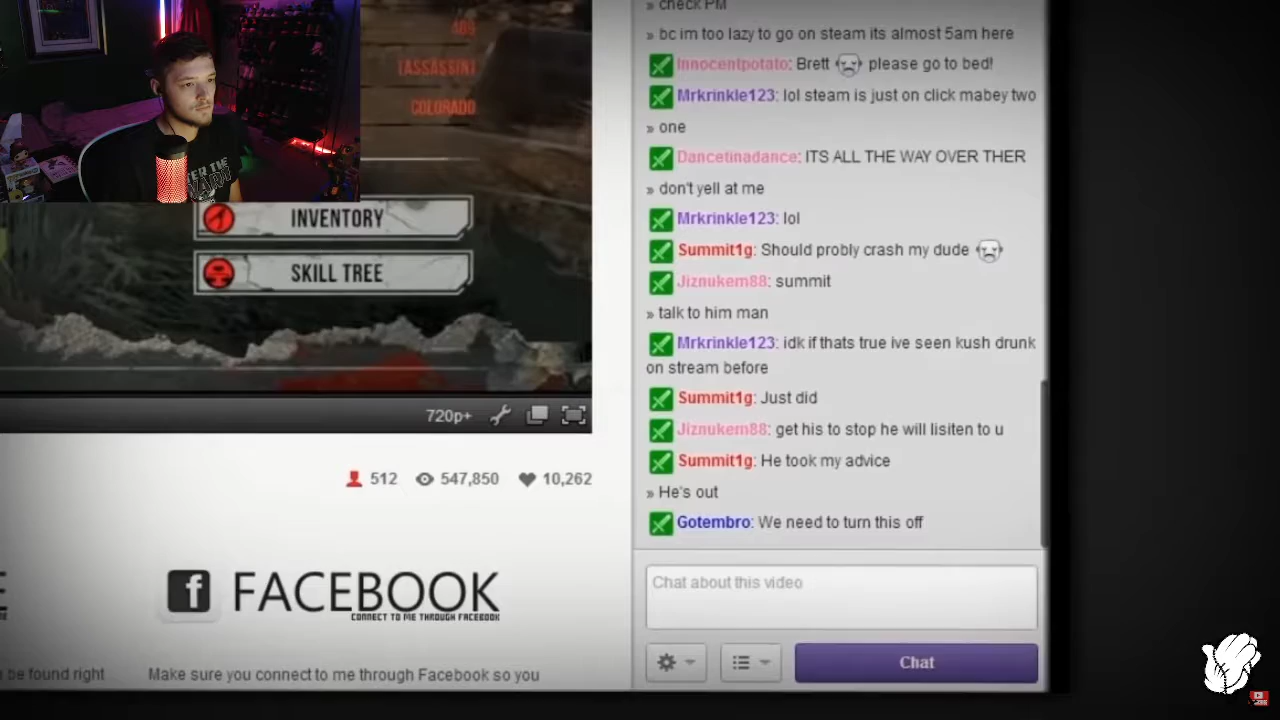 409
[ASSASSIN]
COLORADO
INVENTORY
SKILL TREE
720p+
512 547,850 10,262
FACEBOOK
CONNECT TO ME THROUGH FACEBOOK
be found right
Make sure you connect to me through Facebook so you
» check PM
» bc im too lazy to go on steam its almost 5am here
Innocentpotato: Brett please go to bed!
Mrkrinkle123: lol steam is just on click mabey two
» one
Dancetinadance: ITS ALL THE WAY OVER THER
» don't yell at me
Mrkrinkle123: lol
Summit1g: Should probly crash my dude
Jiznukem88: summit
» talk to him man
Mrkrinkle123: idk if thats true ive seen kush drunk
on stream before
Summit1g: Just did
Jiznukem88: get his to stop he will lisiten to u
Summit1g: He took my advice
» He's out
Gotembro: We need to turn this off
Chat about this video
Chat